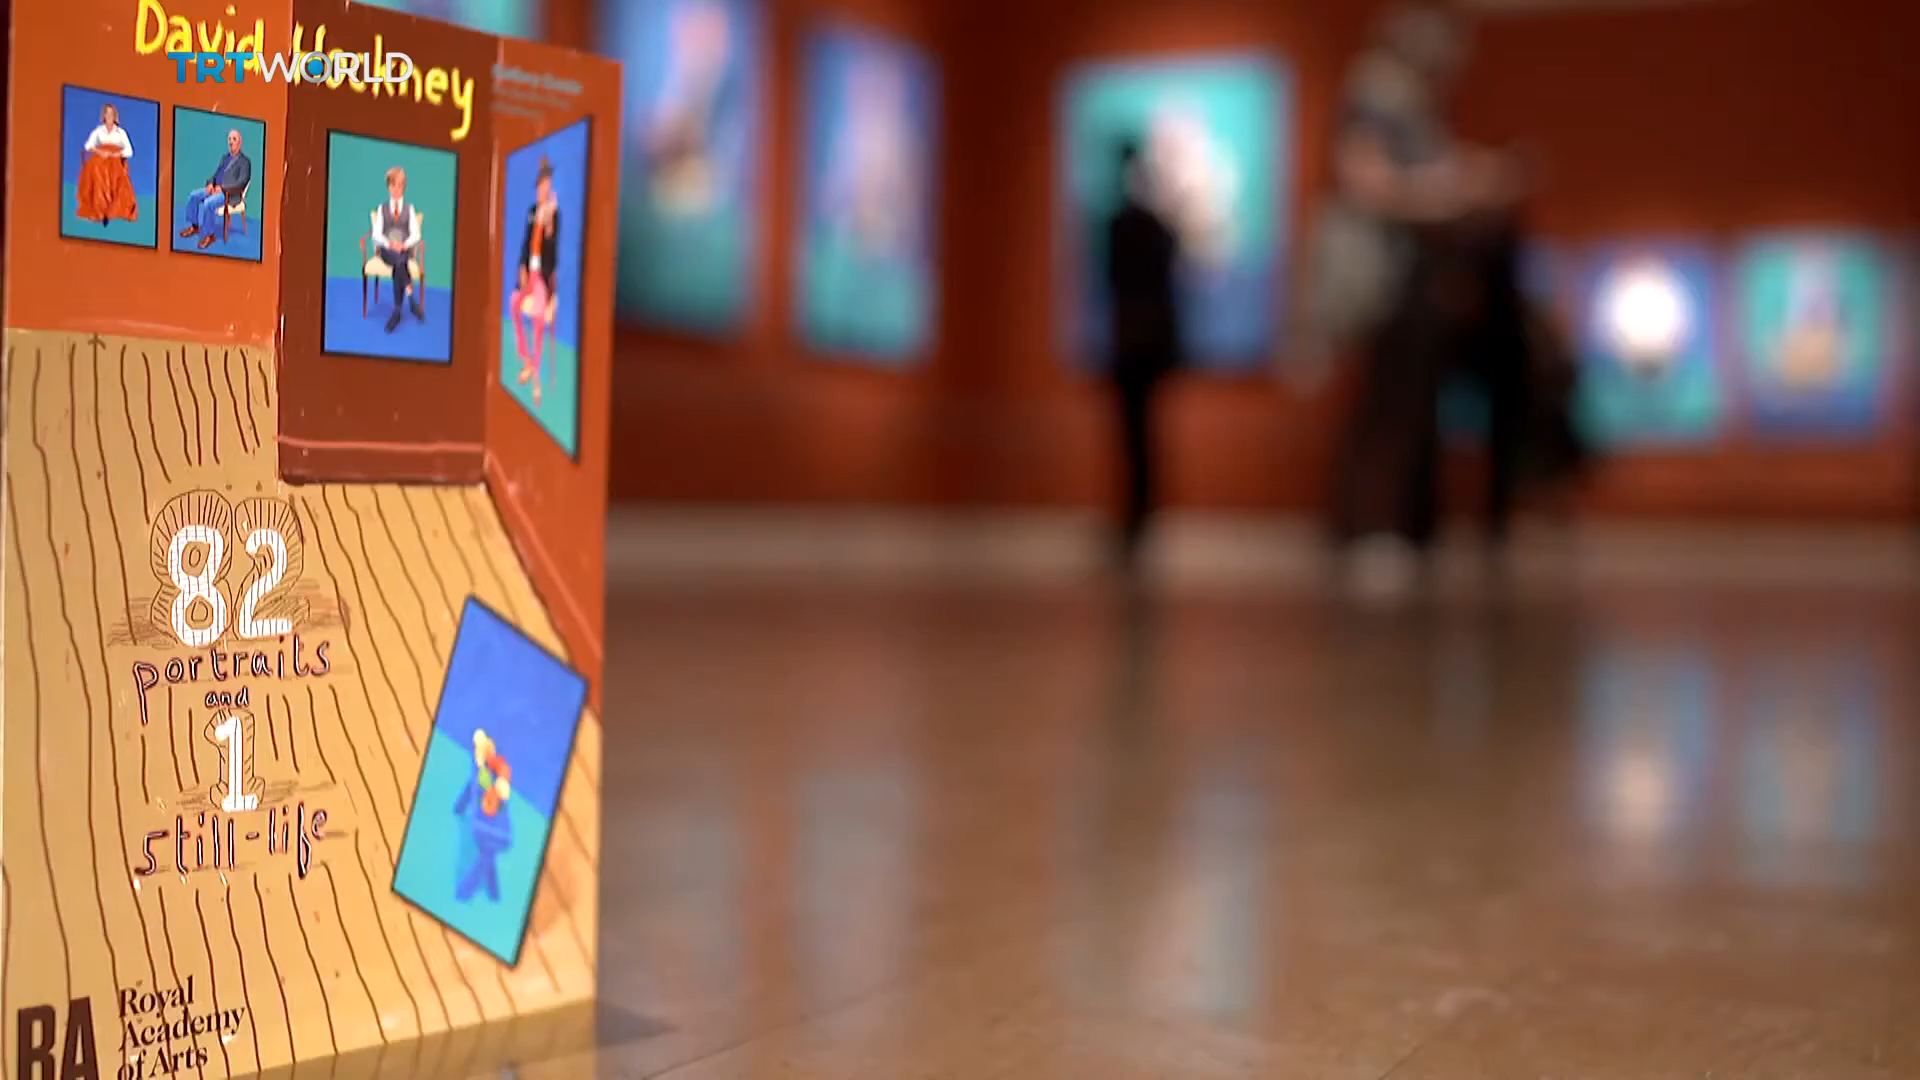 David Hockney
TRT WORLD
82
portraits
and
1
still-life
RA
Royal
Academy
of Arts